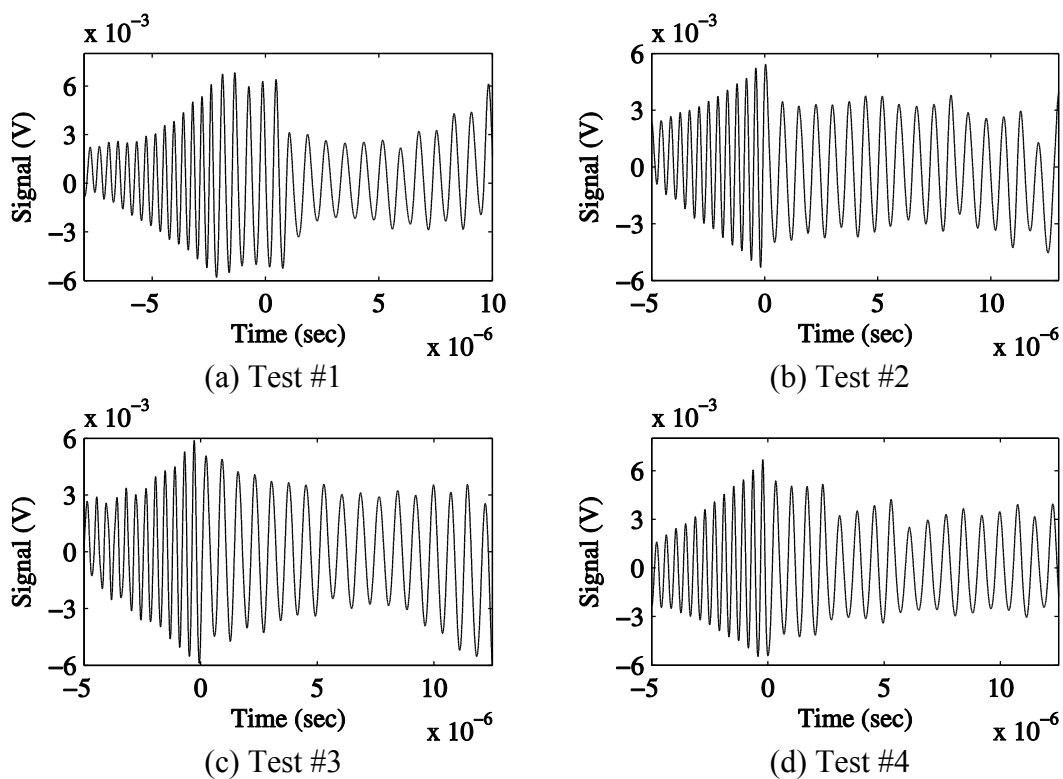 x 10⁻³
6
3
0
−3
−6
Signal (V)
−5 0 5 10
Time (sec)
x 10⁻⁶
(a) Test #1
x 10⁻³
6
3
0
−3
−6
Signal (V)
−5 0 5 10
Time (sec)
x 10⁻⁶
(b) Test #2
x 10⁻³
6
3
0
−3
−6
Signal (V)
−5 0 5 10
Time (sec)
x 10⁻⁶
(c) Test #3
x 10⁻³
6
3
0
−3
−6
Signal (V)
−5 0 5 10
Time (sec)
x 10⁻⁶
(d) Test #4